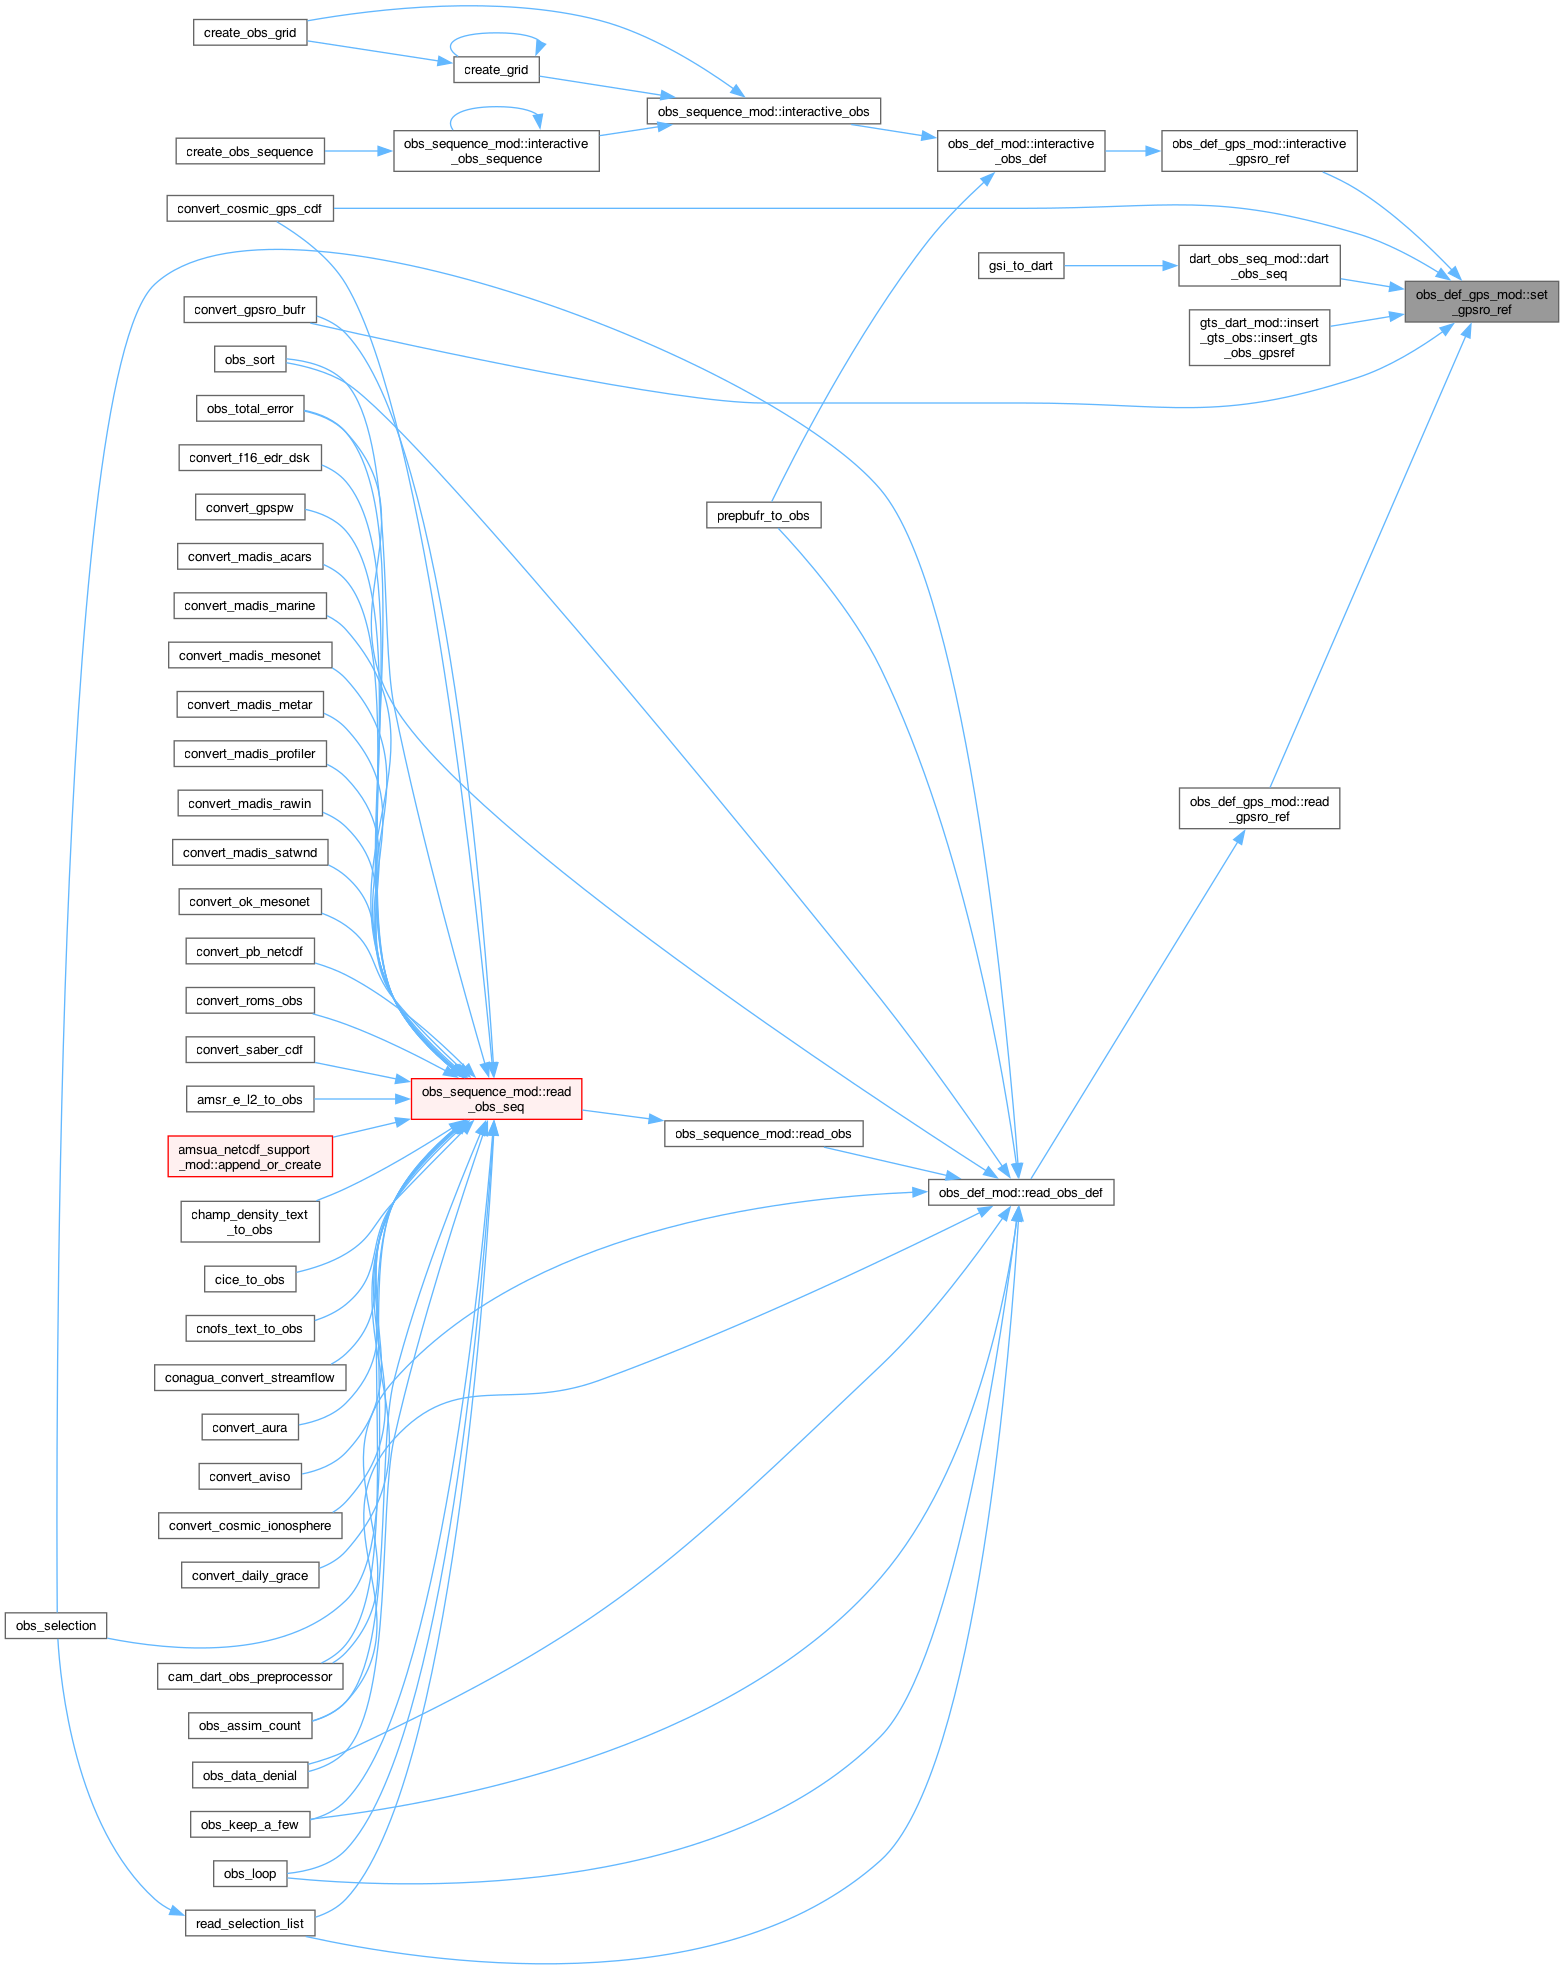 create_obs_grid
create_grid
obs_sequence_mod::interactive_obs
obs_sequence_mod::interactive
_obs_sequence
create_obs_sequence
obs_def_mod::interactive
_obs_def
obs_def_gps_mod::interactive
_gpsro_ref
convert_cosmic_gps_cdf
gsi_to_dart
dart_obs_seq_mod::dart
_obs_seq
obs_def_gps_mod::set
_gpsro_ref
gts_dart_mod::insert
_gts_obs::insert_gts
_obs_gpsref
convert_gpsro_bufr
obs_sort
obs_total_error
convert_f16_edr_dsk
convert_gpspw
prepbufr_to_obs
convert_madis_acars
convert_madis_marine
convert_madis_mesonet
convert_madis_metar
convert_madis_profiler
convert_madis_rawin
obs_def_gps_mod::read
_gpsro_ref
convert_madis_satwnd
convert_ok_mesonet
convert_pb_netcdf
convert_roms_obs
convert_saber_cdf
amsr_e_l2_to_obs
obs_sequence_mod::read
_obs_seq
obs_sequence_mod::read_obs
amsua_netcdf_support
_mod::append_or_create
obs_def_mod::read_obs_def
champ_density_text
_to_obs
cice_to_obs
cnofs_text_to_obs
conagua_convert_streamflow
convert_aura
convert_aviso
convert_cosmic_ionosphere
convert_daily_grace
obs_selection
cam_dart_obs_preprocessor
obs_assim_count
obs_data_denial
obs_keep_a_few
obs_loop
read_selection_list